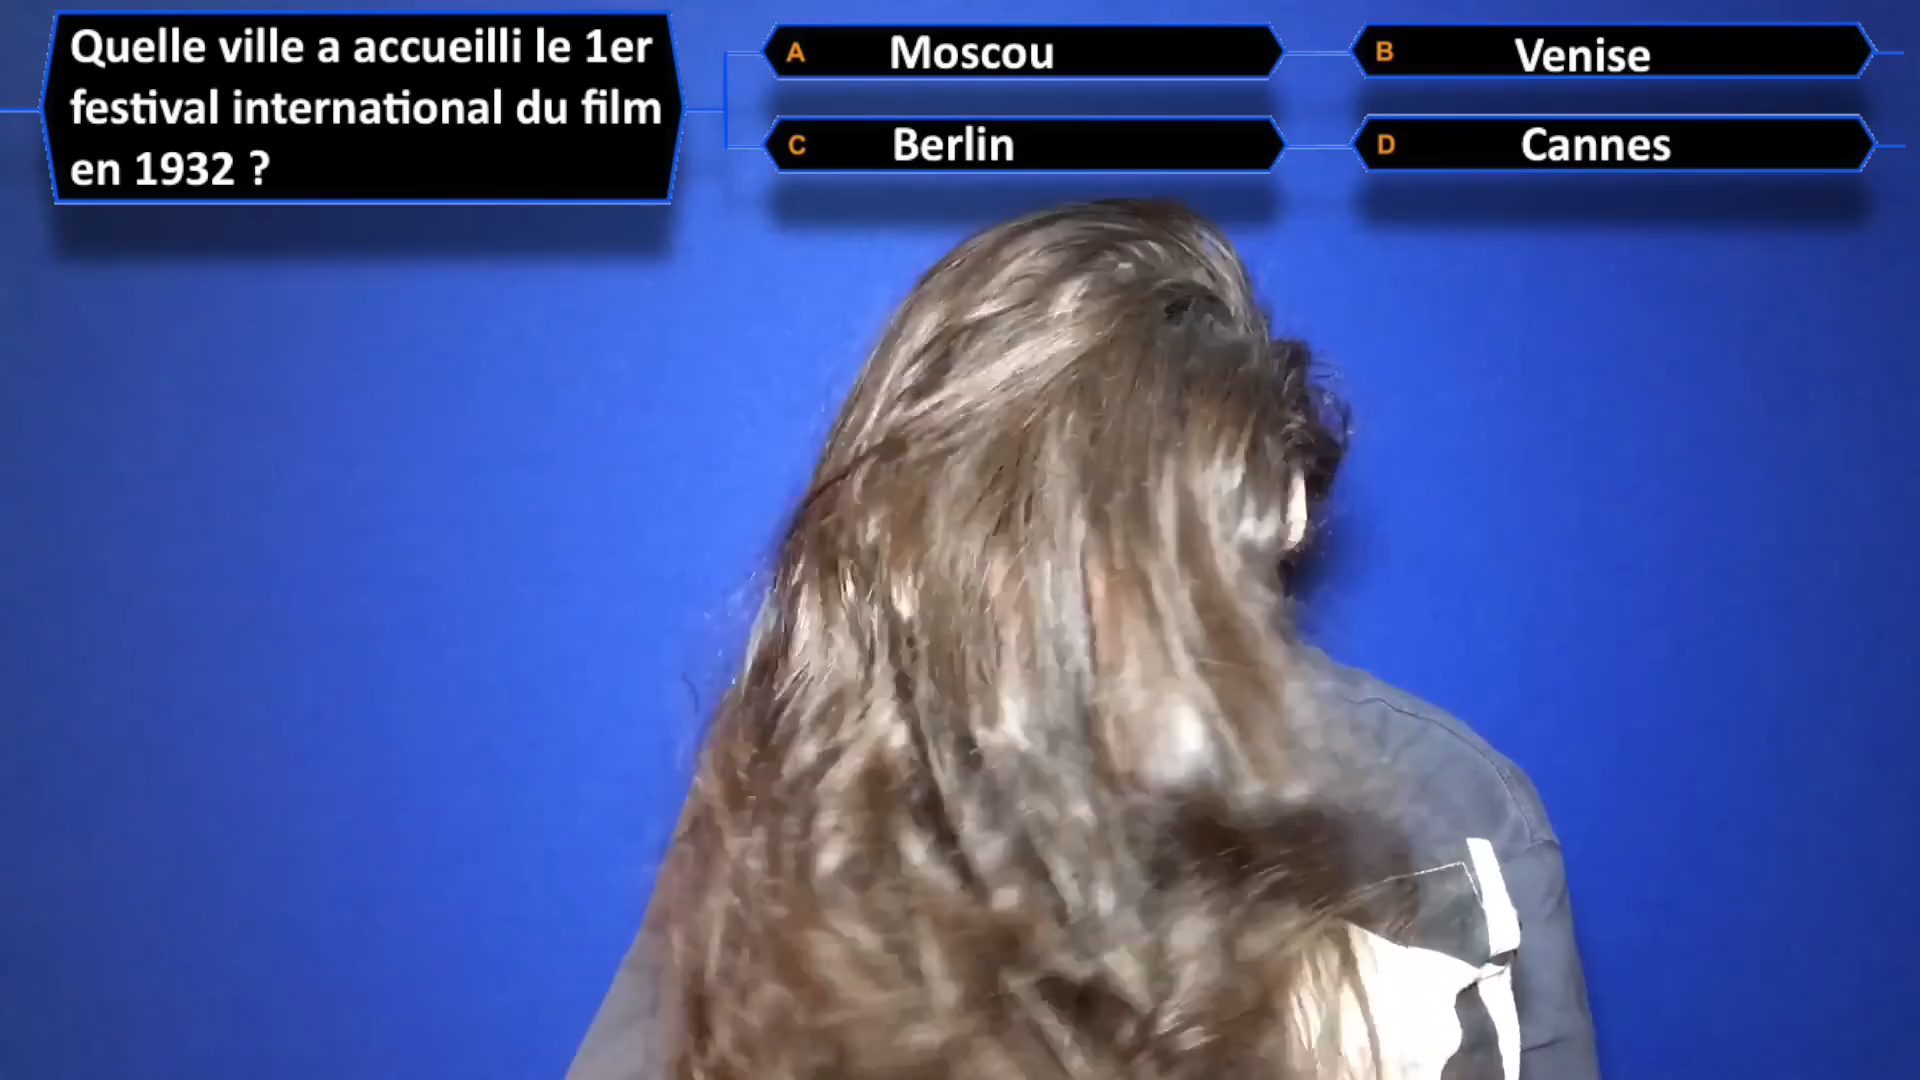 Quelle ville a accueilli le 1er
festival international du film
en 1932 ?
A Moscou
B Venise
C Berlin
D Cannes